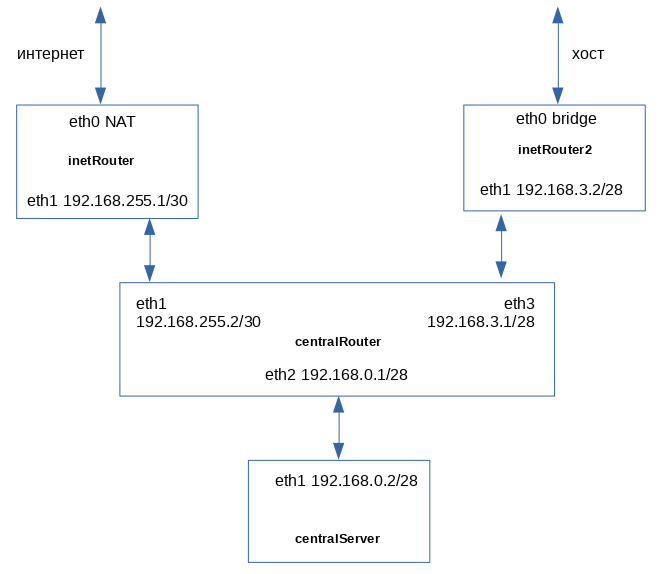 интернет
хост
eth0 NAT
inetRouter
eth1 192.168.255.1/30
eth0 bridge
inetRouter2
eth1 192.168.3.2/28
eth1
192.168.255.2/30
eth3
192.168.3.1/28
centralRouter
eth2 192.168.0.1/28
eth1 192.168.0.2/28
centralServer